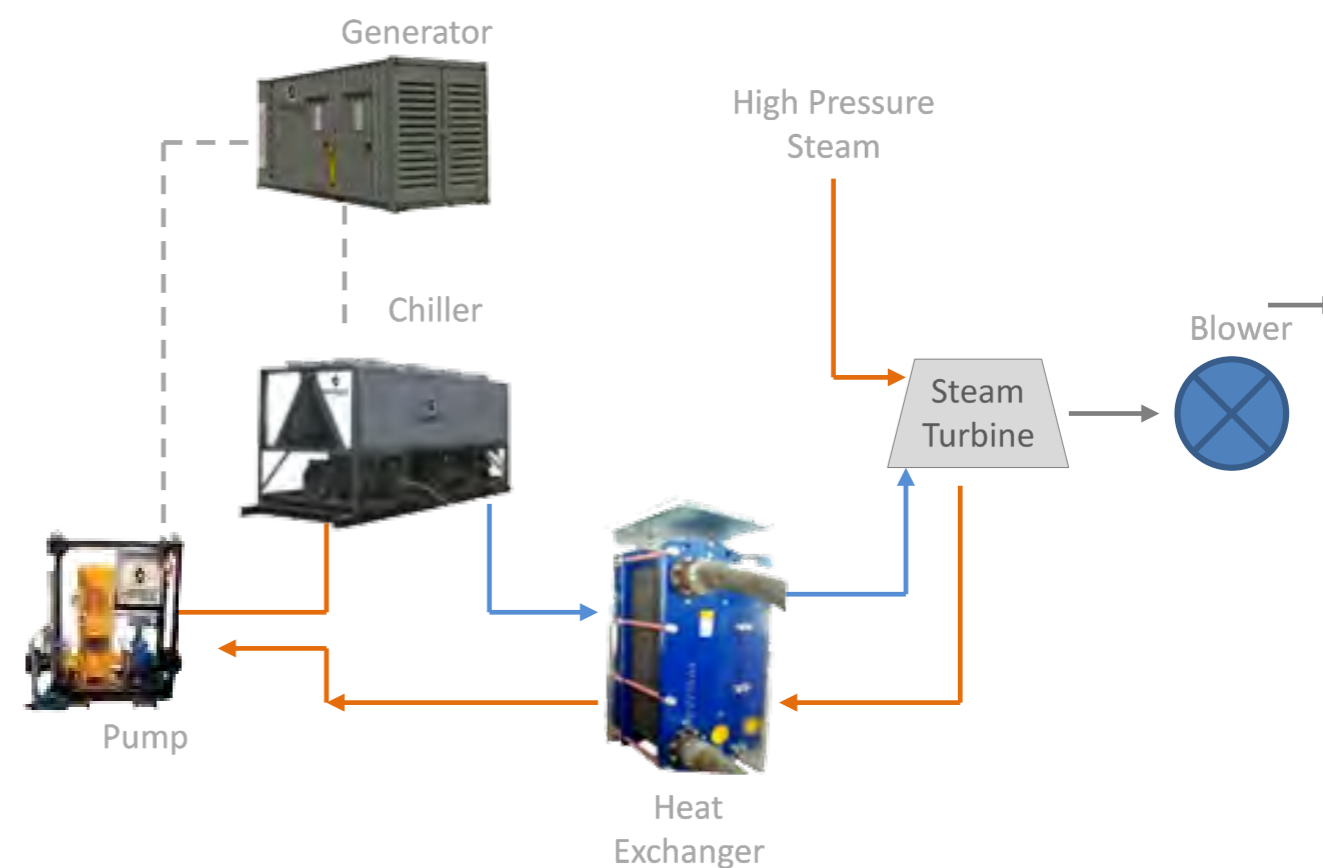 Generator
High Pressure
Steam
Chiller
Blower
Steam
Turbine
Pump
Heat
Exchanger